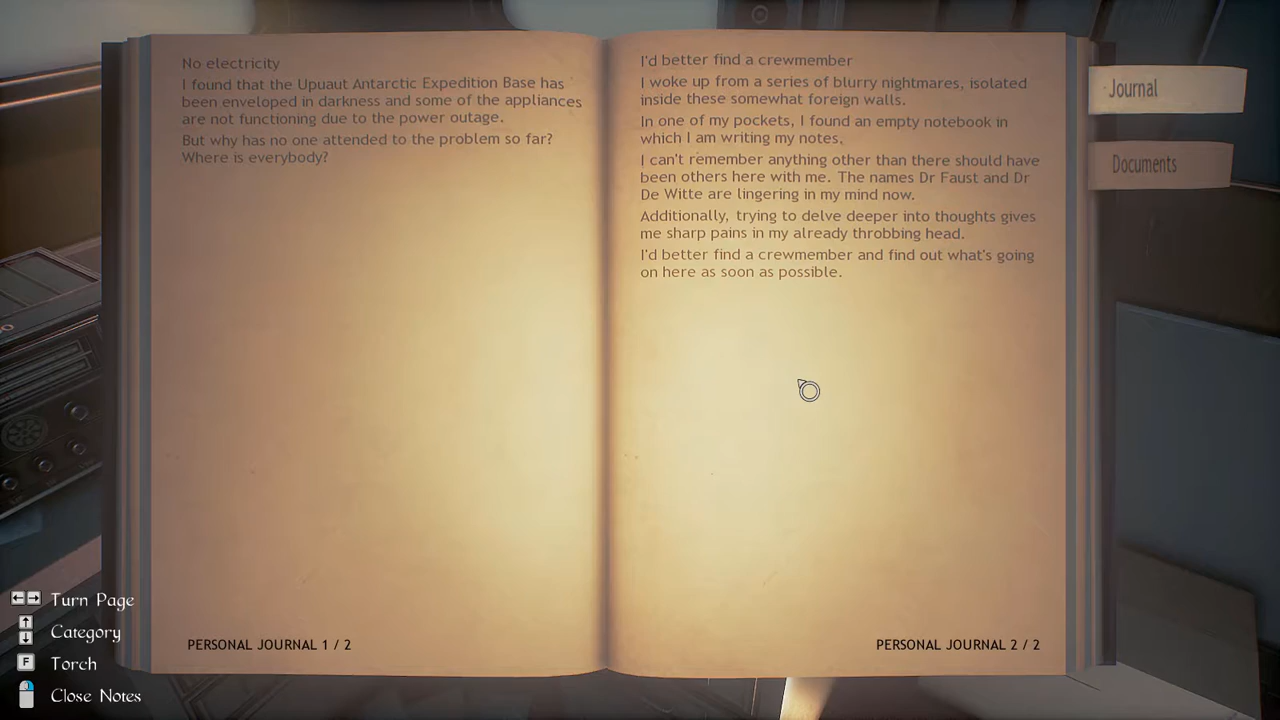 No electricity
I found that the Upuaut Antarctic Expedition Base has
been enveloped in darkness and some of the appliances
are not functioning due to the power outage.
But why has no one attended to the problem so far?
Where is everybody?
PERSONAL JOURNAL 1 / 2
I'd better find a crewmember
I woke up from a series of blurry nightmares, isolated
inside these somewhat foreign walls.
In one of my pockets, I found an empty notebook in
which I am writing my notes.
I can't remember anything other than there should have
been others here with me. The names Dr Faust and Dr
De Witte are lingering in my mind now.
Additionally, trying to delve deeper into thoughts gives
me sharp pains in my already throbbing head.
I'd better find a crewmember and find out what's going
on here as soon as possible.
PERSONAL JOURNAL 2 / 2
Journal
Documents
Turn Page
Category
F Torch
Close Notes